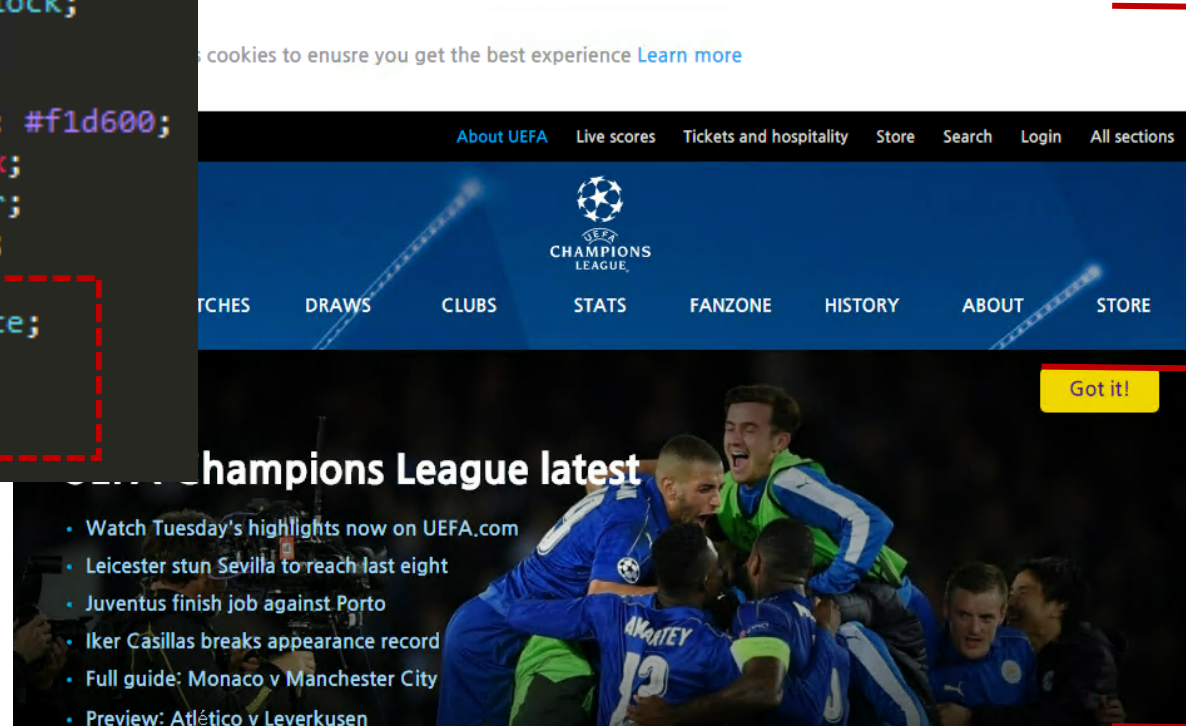 lock;
cookies to enusre you get the best experience Learn more
: #f1d600;
;
;
About UEFA Live scores Tickets and hospitality Store Search Login All sections
UEFA
CHAMPIONS
LEAGUE
TCHES DRAWS CLUBS STATS FANZONE HISTORY ABOUT STORE
te;
Got it!
hampions League latest
Watch Tuesday's highlights now on UEFA.com
Leicester stun Sevilla to reach last eight
Juventus finish job against Porto
Iker Casillas breaks appearance record
AMARTEY
Full guide: Monaco v Manchester City
Preview: Atlético v Leverkusen